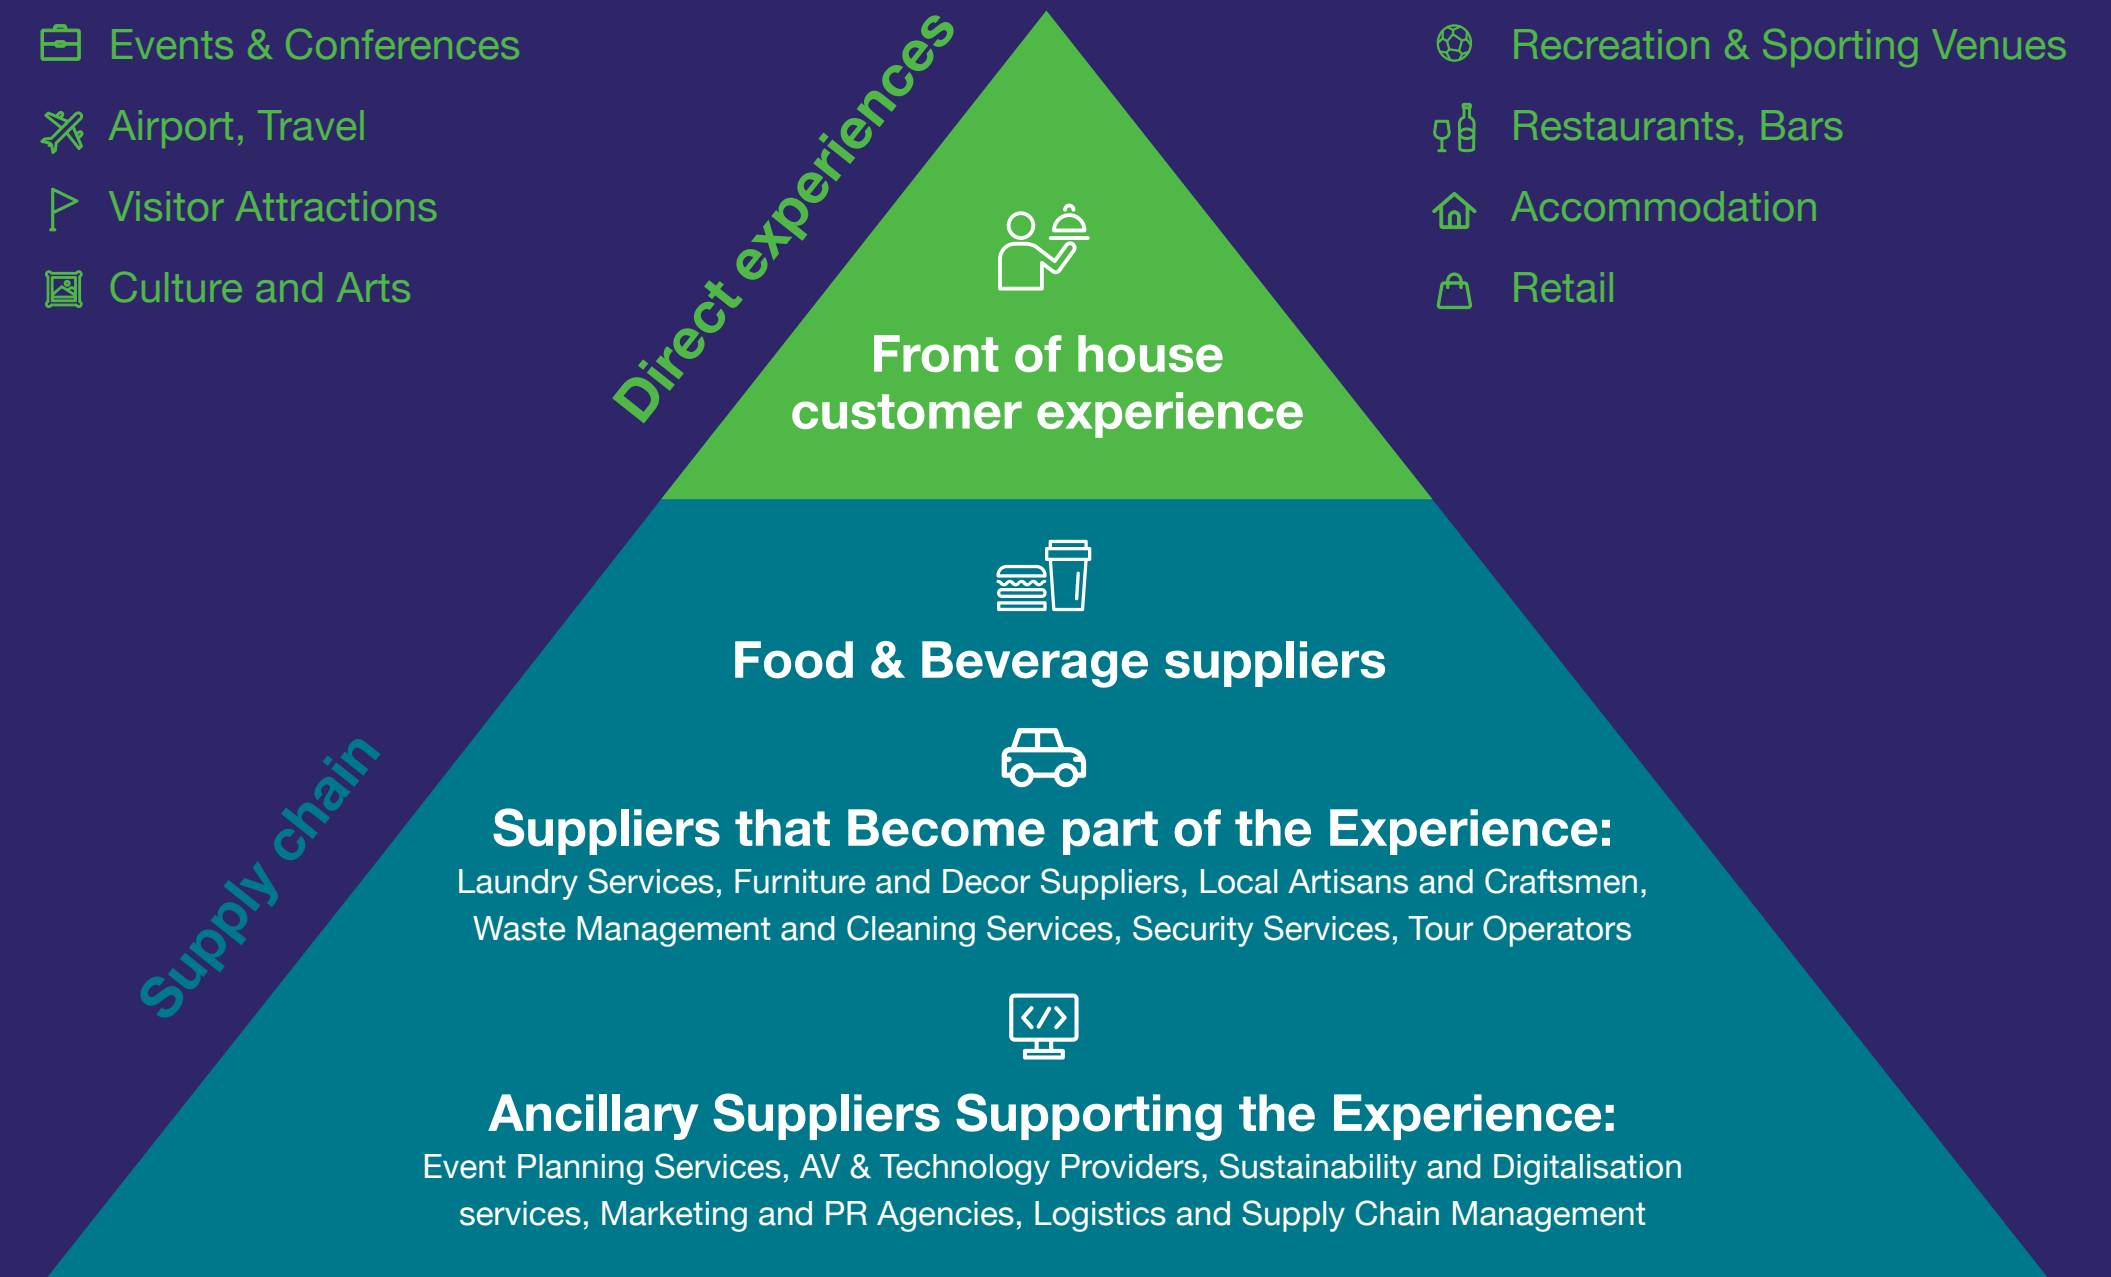 Events & Conferences
Airport, Travel
Visitor Attractions
Culture and Arts
Recreation & Sporting Venues
Restaurants, Bars
Accommodation
Retail
Direct experiences
Front of house
customer experience
Supply chain
Food & Beverage suppliers
Suppliers that Become part of the Experience:
Laundry Services, Furniture and Decor Suppliers, Local Artisans and Craftsmen,
Waste Management and Cleaning Services, Security Services, Tour Operators
Ancillary Suppliers Supporting the Experience:
Event Planning Services, AV & Technology Providers, Sustainability and Digitalisation
services, Marketing and PR Agencies, Logistics and Supply Chain Management